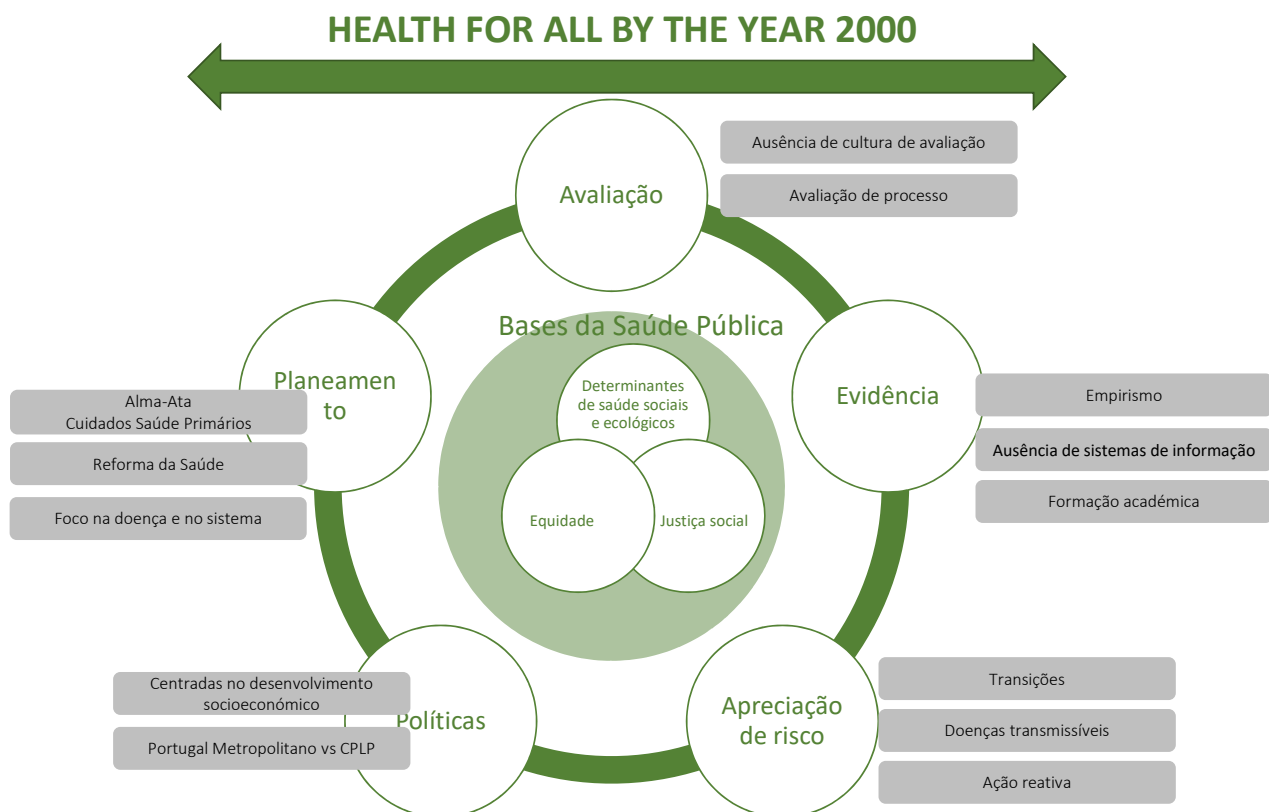 HEALTH FOR ALL BY THE YEAR 2000
Avaliação
Ausência de cultura de avaliação
Avaliação de processo
Bases da Saúde Pública
Determinantes
de saúde sociais
e ecológicos
Equidade
Justiça social
Evidência
Empirismo
Ausência de sistemas de informação
Formação académica
Apreciação
de risco
Transições
Doenças transmissíveis
Ação reativa
Políticas
Centradas no desenvolvimento
socioeconómico
Portugal Metropolitano vs CPLP
Planeamen
to
Alma-Ata
Cuidados Saúde Primários
Reforma da Saúde
Foco na doença e no sistema